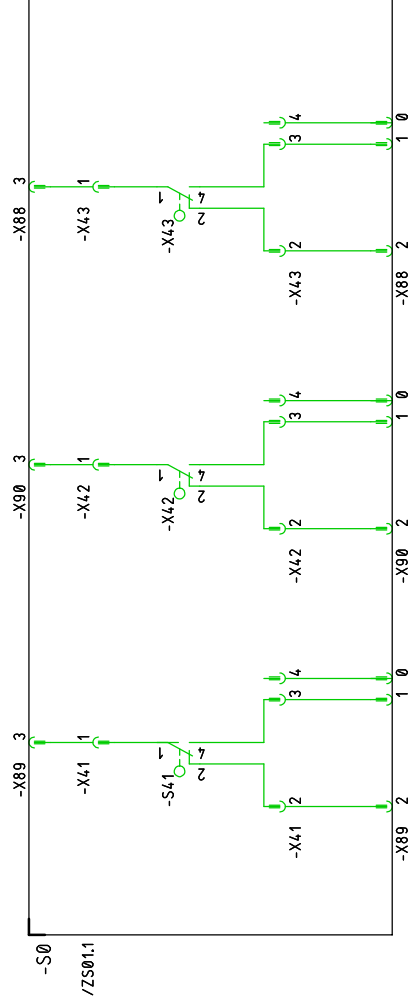 -S0
/ZS01.1
-X89 3
-X41 1
1
-S41
2 4
-X41 2 3 4
-X89 2 1 0
-X90 3
-X42 1
1
-X42
2 4
-X42 2 3 4
-X90 2 1 0
-X88 3
-X43 1
1
-X43
2 4
-X43 2 3 4
-X88 2 1 0